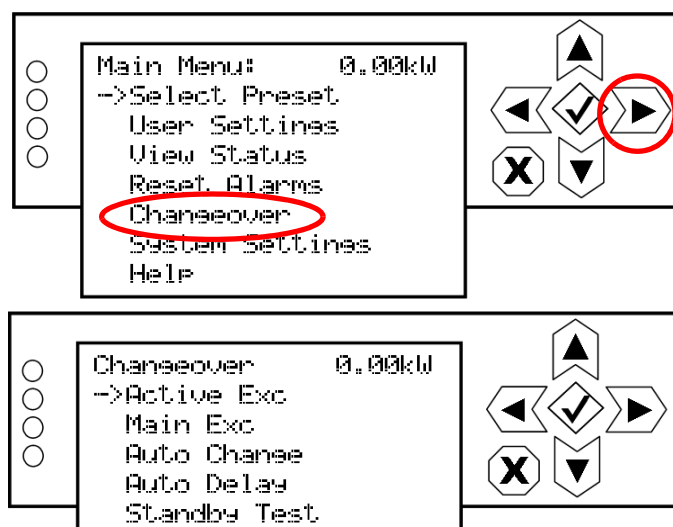 Main Menu: 0.00kW
->Select Preset
User Settings
View Status
Reset Alarms
Changeover
System Settings
Help
X
Changeover 0.00kW
->Active Exc
Main Exc
Auto Change
Auto Delay
Standby Test
X